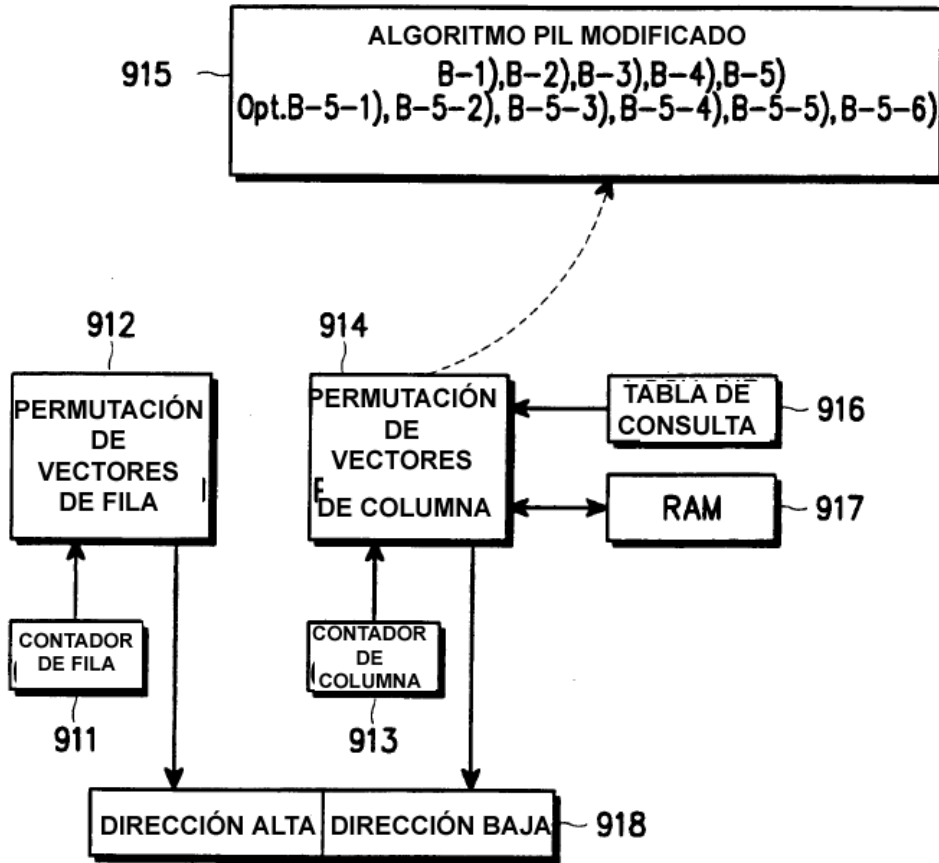 ALGORITMO PIL MODIFICADO
B-1),B-2),B-3),B-4),B-5)
Opt.B-5-1), B-5-2), B-5-3), B-5-4),B-5-5), B-5-6)
915
912
PERMUTACIÓN
DE
VECTORES
DE FILA
914
PERMUTACIÓN
DE
VECTORES
DE COLUMNA
TABLA DE
CONSULTA
916
RAM
917
CONTADOR
DE FILA
911
CONTADOR
DE
COLUMNA
913
DIRECCIÓN ALTA
DIRECCIÓN BAJA
918